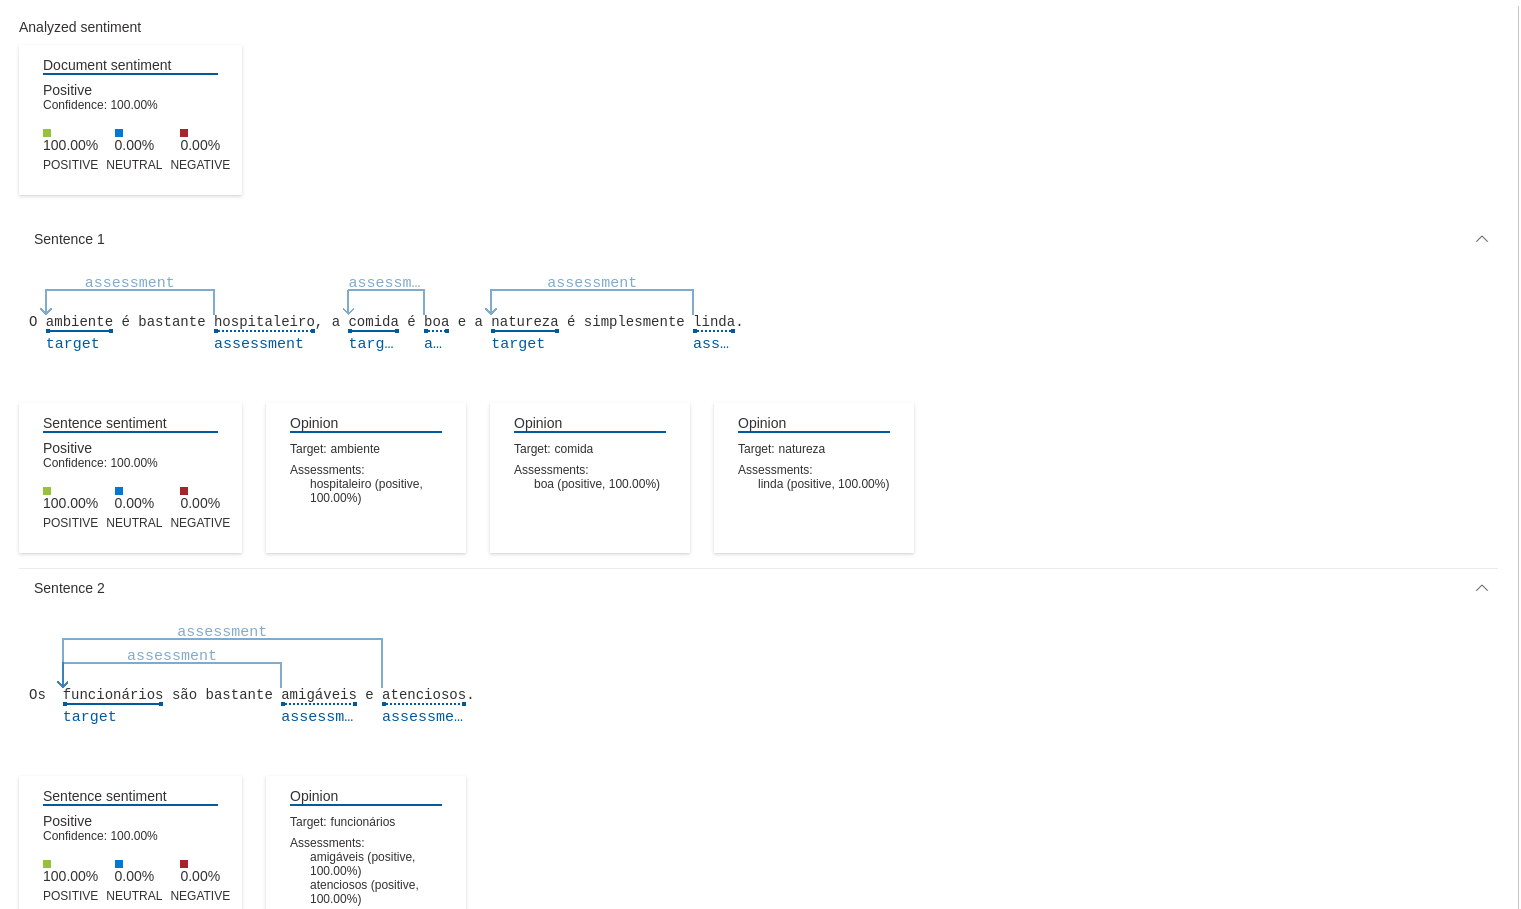 Analyzed sentiment
Document sentiment
Positive
Confidence: 100.00%
100.00% 0.00% 0.00%
POSITIVE NEUTRAL NEGATIVE
Sentence 1
assessment assessm… assessment
O ambiente é bastante hospitaleiro, a comida é boa e a natureza é simplesmente linda.
target assessment targ… a… target ass…
Sentence sentiment
Positive
Confidence: 100.00%
100.00% 0.00% 0.00%
POSITIVE NEUTRAL NEGATIVE
Opinion
Target: ambiente
Assessments:
hospitaleiro (positive,
100.00%)
Opinion
Target: comida
Assessments:
boa (positive, 100.00%)
Opinion
Target: natureza
Assessments:
linda (positive, 100.00%)
Sentence 2
assessment
assessment
Os funcionários são bastante amigáveis e atenciosos.
target assessm… assessme…
Sentence sentiment
Positive
Confidence: 100.00%
100.00% 0.00% 0.00%
POSITIVE NEUTRAL NEGATIVE
Opinion
Target: funcionários
Assessments:
amigáveis (positive,
100.00%)
atenciosos (positive,
100.00%)